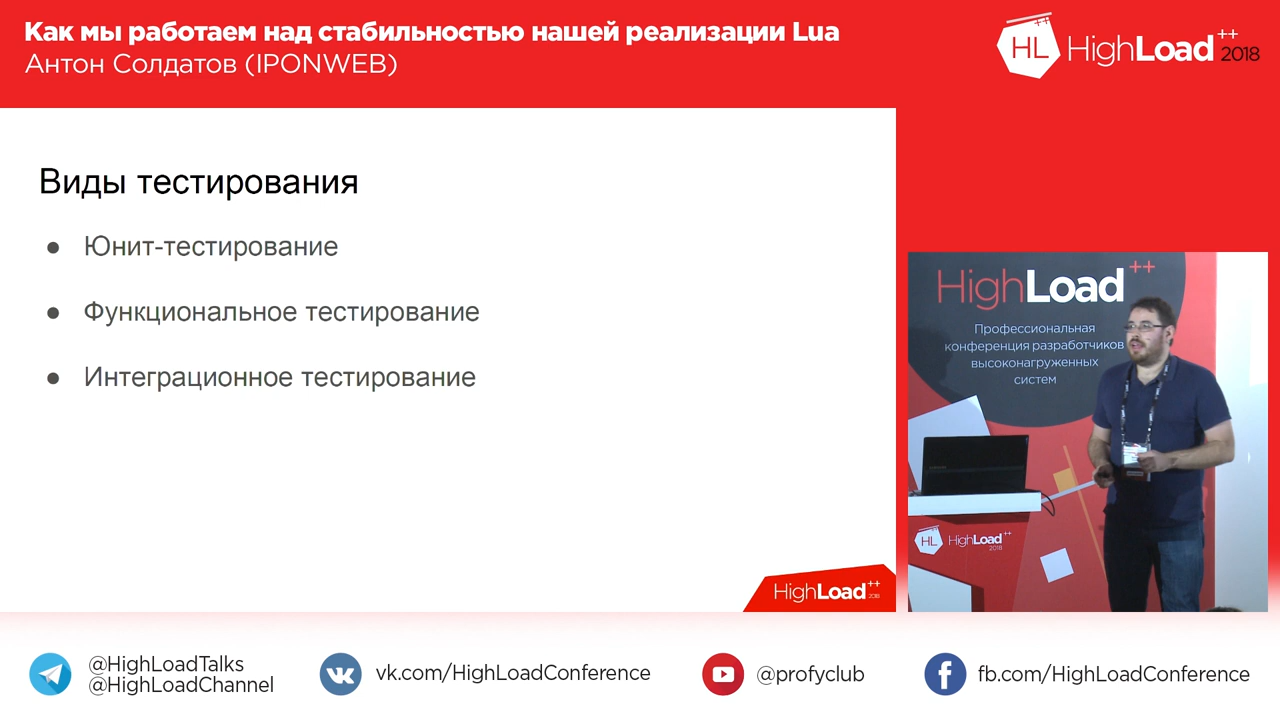 Как мы работаем над стабильностью нашей реализации Lua
Антон Солдатов (IPONWEB)
HL HighLoad++ 2018
Виды тестирования
● Юнит-тестирование
● Функциональное тестирование
● Интеграционное тестирование
HighLoad++ 2018
HighLoad++
Профессиональная
конференция разработчиков
высоконагруженных
систем
HL HighLoad++ 2018
@HighLoadTalks
@HighLoadChannel
vk.com/HighLoadConference
@profyclub
fb.com/HighLoadConference